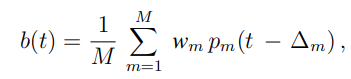 b(t) = \frac{1}{M} \sum_{m=1}^{M} w_m p_m(t - \Delta_m) ,